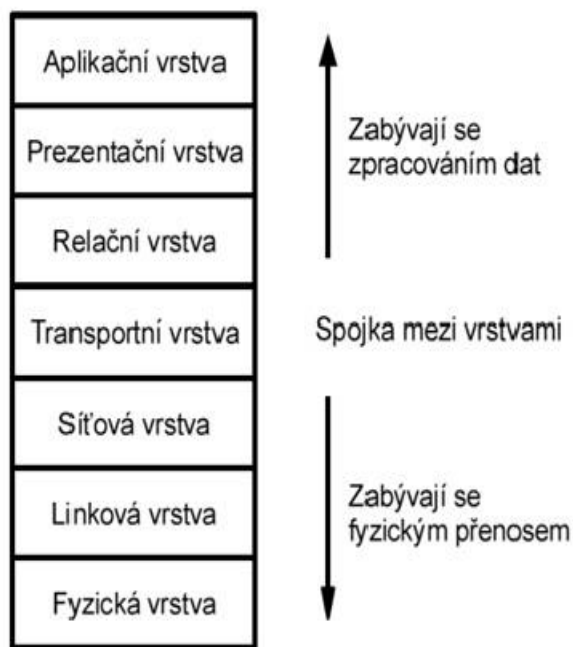 Aplikační vrstva
Prezentační vrstva
Relační vrstva
Transportní vrstva
Síťová vrstva
Linková vrstva
Fyzická vrstva
Zabývají se
zpracováním dat
Spojka mezi vrstvami
Zabývají se
fyzickým přenosem